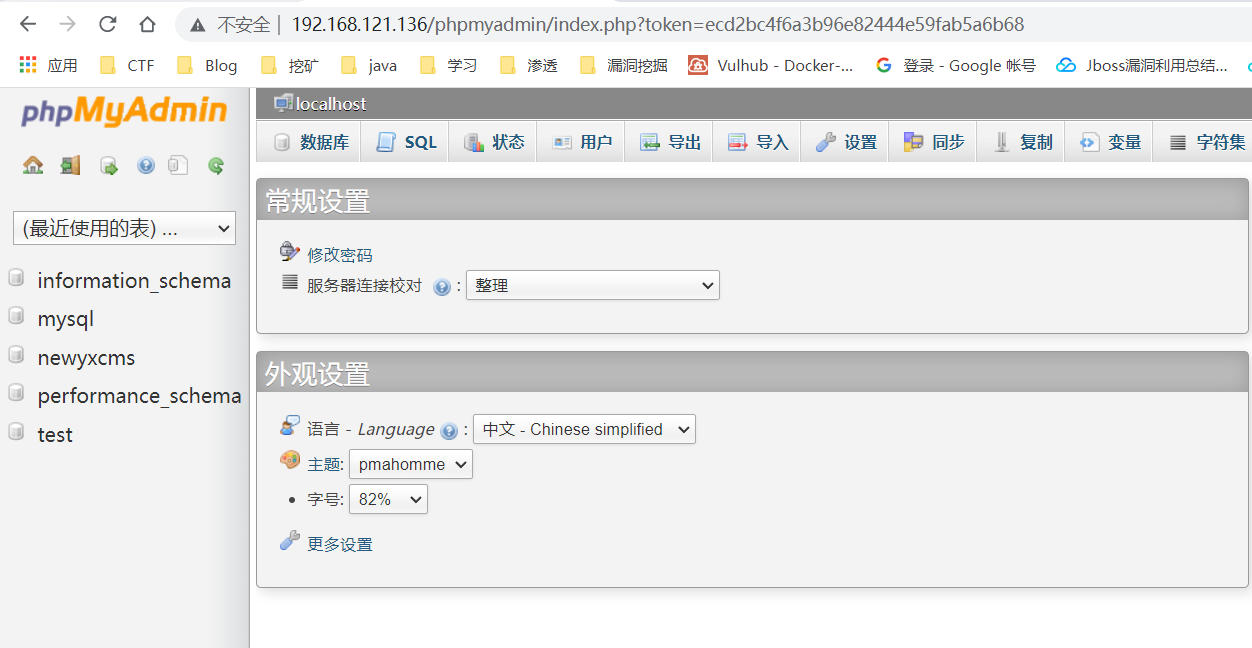 不安全 | 192.168.121.136/phpmyadmin/index.php?token=ecd2bc4f6a3b96e82444e59fab5a6b68
应用 CTF Blog 挖矿 java 学习 渗透 漏洞挖掘 Vulhub - Docker-... 登录 - Google 帐号 Jboss漏洞利用总结...
phpMyAdmin
localhost
数据库 SQL 状态 用户 导出 导入 设置 同步 复制 变量 字符集
(最近使用的表) ...
information_schema
mysql
newyxcms
performance_schema
test
常规设置
修改密码
服务器连接校对 : 整理
外观设置
语言 - Language : 中文 - Chinese simplified
主题: pmahomme
• 字号: 82%
更多设置